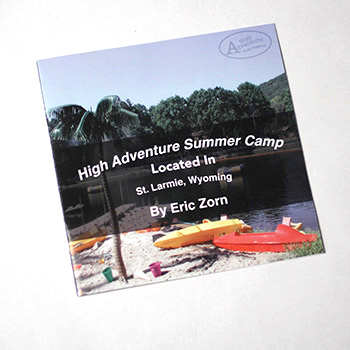 High Adventure Summer Camp
Located In
St. Larmie, Wyoming
By Eric Zorn